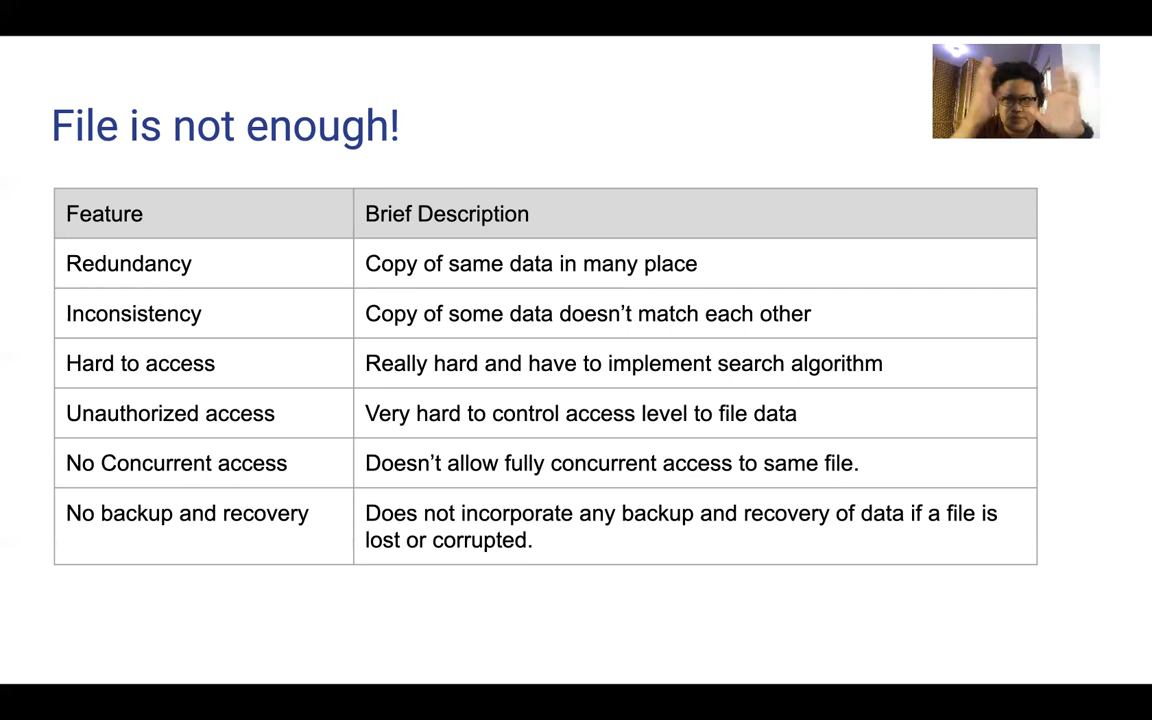 File is not enough!
Feature
Brief Description
Redundancy
Copy of same data in many place
Inconsistency
Copy of some data doesn’t match each other
Hard to access
Really hard and have to implement search algorithm
Unauthorized access
Very hard to control access level to file data
No Concurrent access
Doesn’t allow fully concurrent access to same file.
No backup and recovery
Does not incorporate any backup and recovery of data if a file is
lost or corrupted.